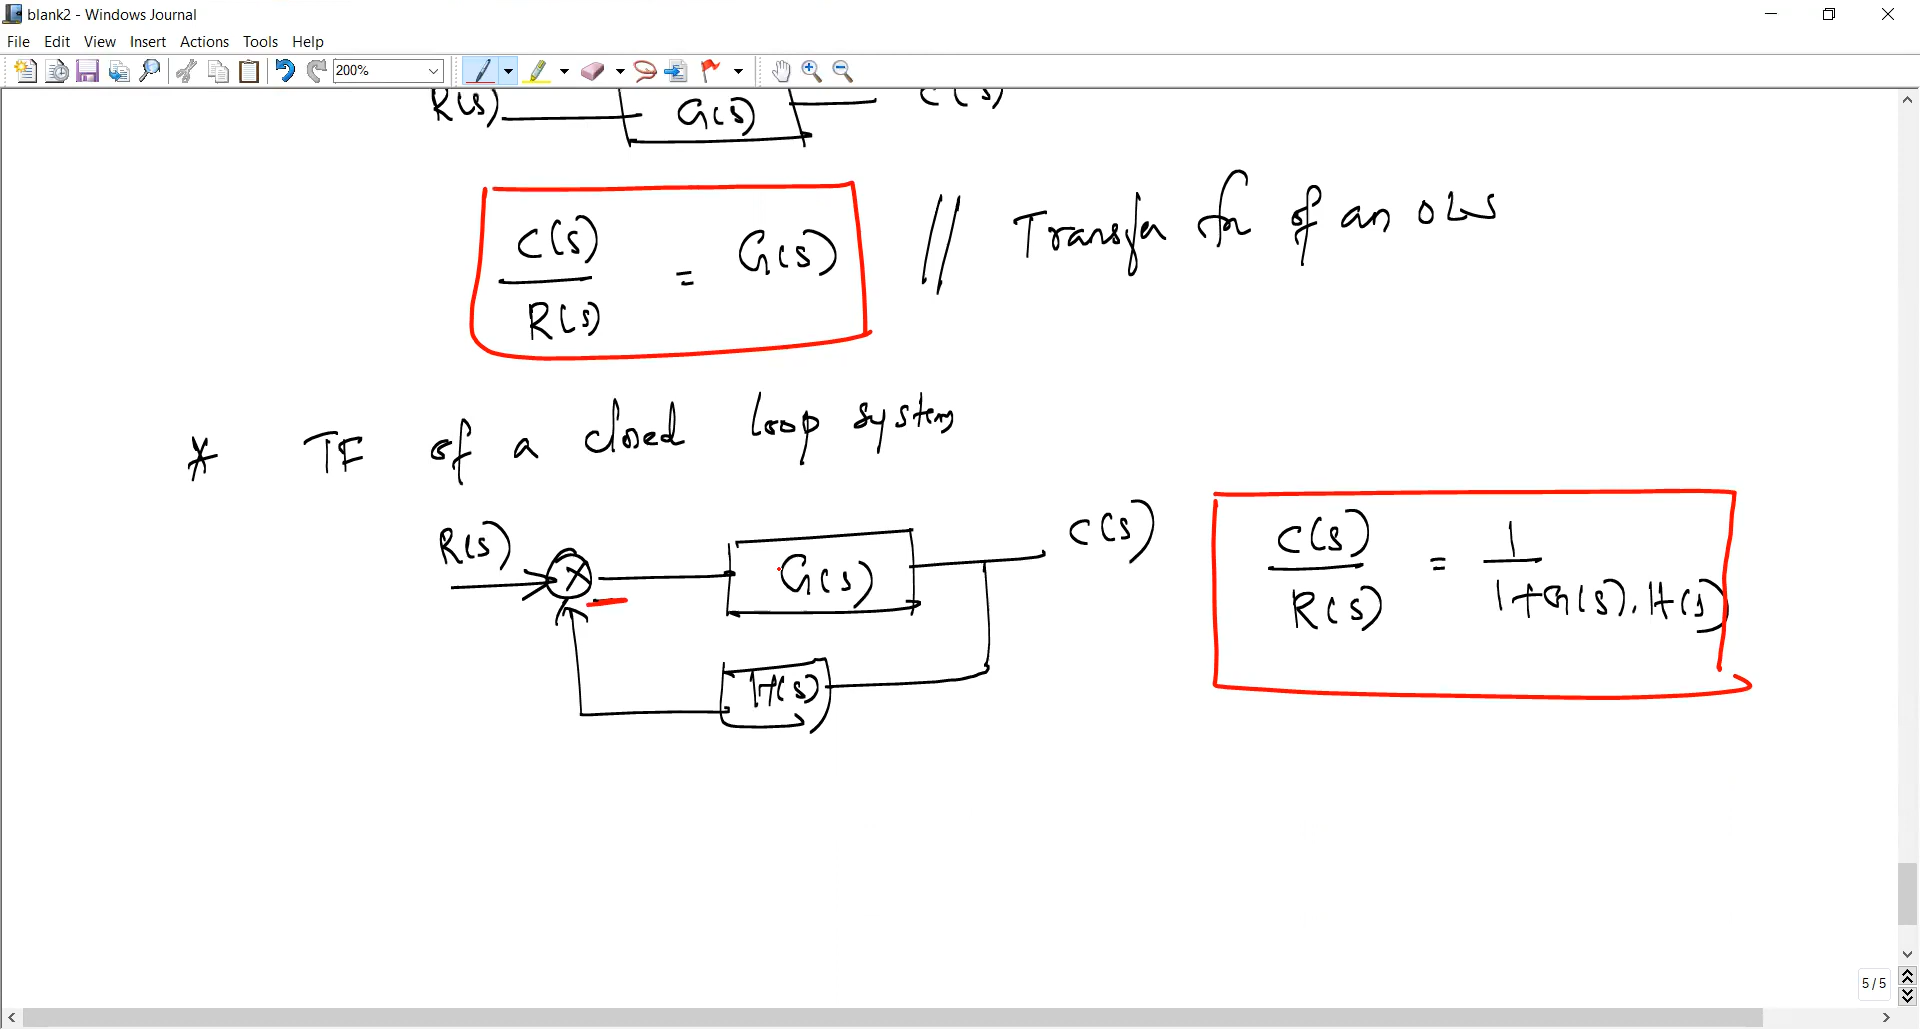 blank2 - Windows Journal
File Edit View Insert Actions Tools Help
200%
R(s) G(s) C(s)
C(s)
R(s)
= G(s)
// Transfer fn of an OLS
* TF of a closed loop system
R(s) G(s) C(s)
H(s)
C(s)
R(s)
= 1
1+G(s).H(s)
5/5